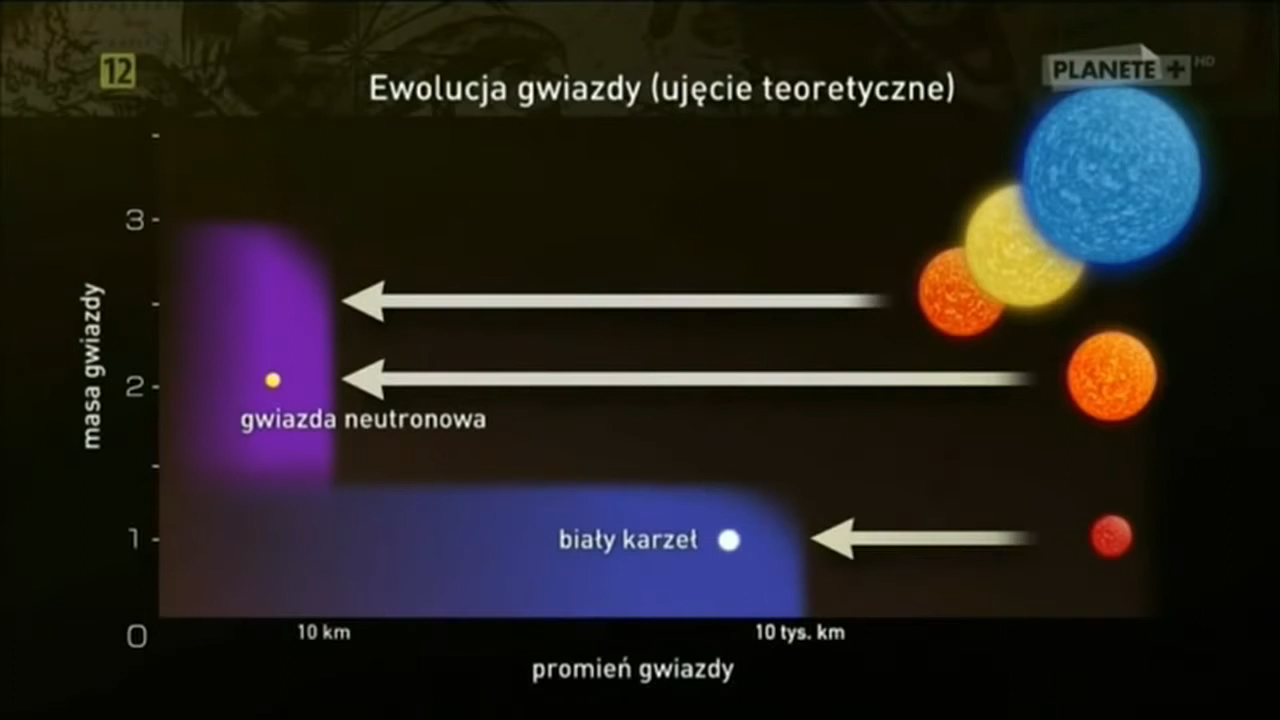 12
Ewolucja gwiazdy (ujęcie teoretyczne)
PLANETE + HD
3
masa gwiazdy
2
gwiazda neutronowa
1
biały karzeł
0
10 km
10 tys. km
promień gwiazdy